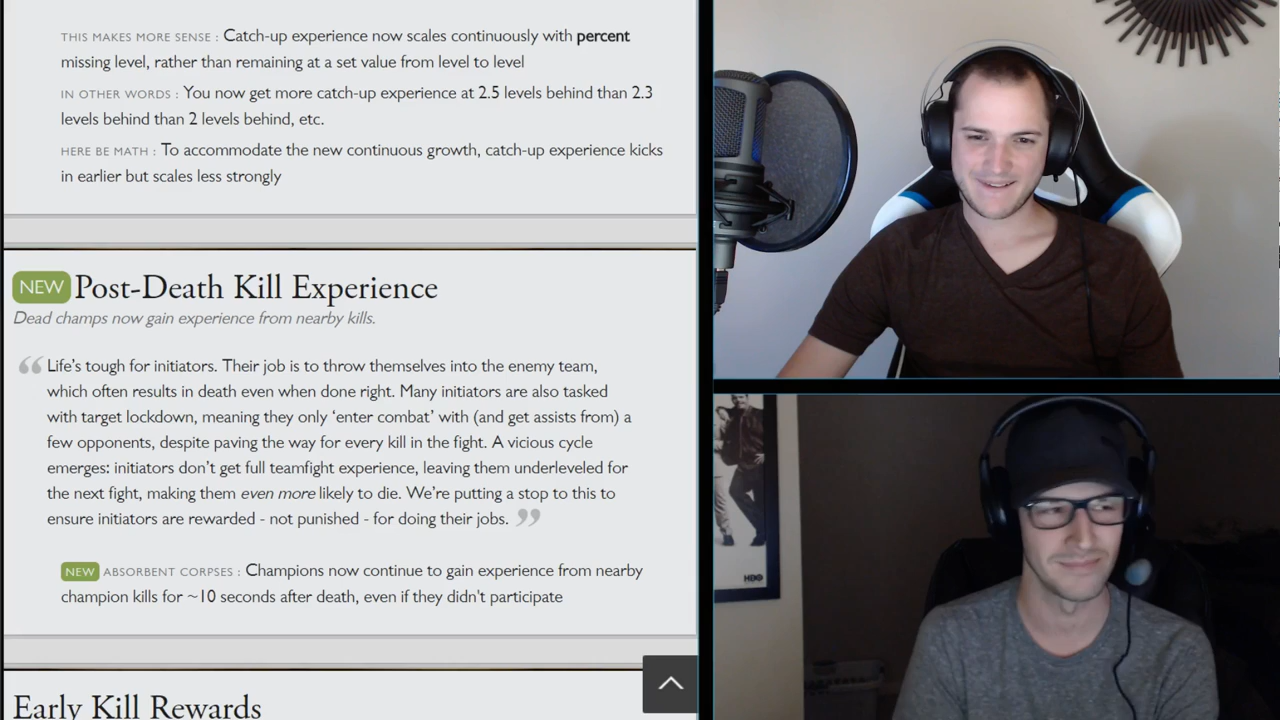 THIS MAKES MORE SENSE : Catch-up experience now scales continuously with percent
missing level, rather than remaining at a set value from level to level
IN OTHER WORDS : You now get more catch-up experience at 2.5 levels behind than 2.3
levels behind than 2 levels behind, etc.
HERE BE MATH : To accommodate the new continuous growth, catch-up experience kicks
in earlier but scales less strongly
NEW Post-Death Kill Experience
Dead champs now gain experience from nearby kills.
“ Life’s tough for initiators. Their job is to throw themselves into the enemy team,
which often results in death even when done right. Many initiators are also tasked
with target lockdown, meaning they only ‘enter combat’ with (and get assists from) a
few opponents, despite paving the way for every kill in the fight. A vicious cycle
emerges: initiators don’t get full teamfight experience, leaving them underleveled for
the next fight, making them even more likely to die. We’re putting a stop to this to
ensure initiators are rewarded - not punished - for doing their jobs. ”
NEW ABSORBENT CORPSES : Champions now continue to gain experience from nearby
champion kills for ~10 seconds after death, even if they didn't participate
Early Kill Rewards
HBO